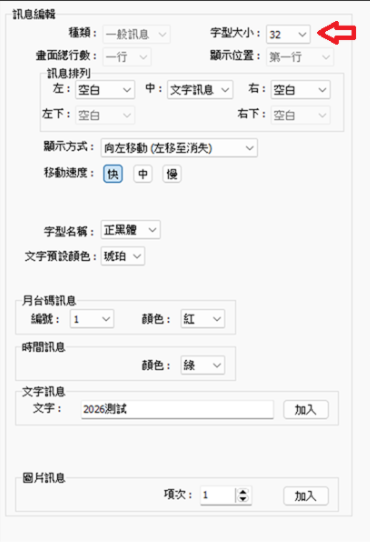 訊息編輯
種類： 一般訊息 字型大小： 32
畫面總行數： 一行 顯示位置： 第一行
訊息排列
左： 空白 中： 文字訊息 右： 空白
左下： 空白 右下： 空白
顯示方式： 向左移動 (左移至消失)
移動速度： 快 中 慢
字型名稱： 正黑體
文字預設顏色： 琥珀
月台碼訊息
編號： 1 顏色： 紅
時間訊息
顏色： 綠
文字訊息
文字： 2026測試 加入
圖片訊息
項次： 1 加入